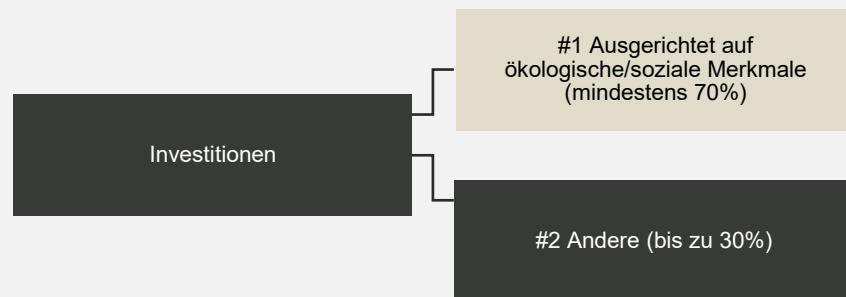 #1 Ausgerichtet auf
ökologische/soziale Merkmale
(mindestens 70%)
Investitionen
#2 Andere (bis zu 30%)